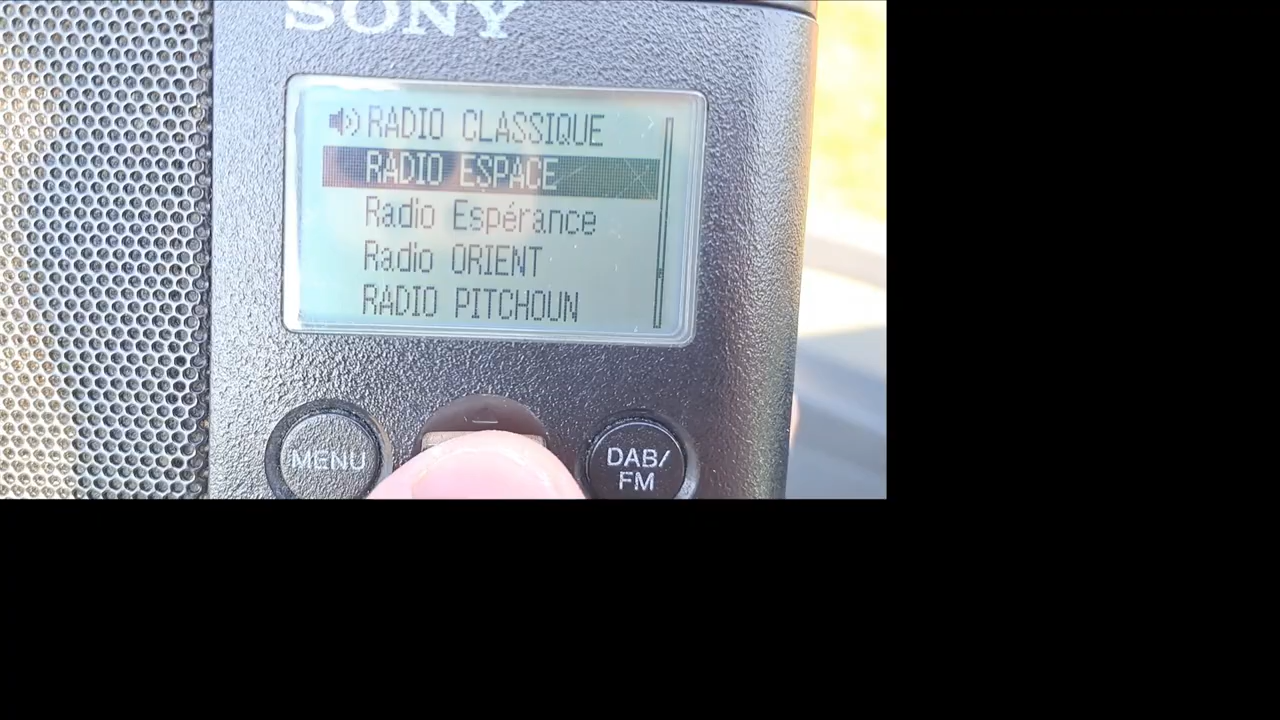 SONY
RADIO CLASSIQUE
RADIO ESPACE
Radio Espérance
Radio ORIENT
RADIO PITCHOUN
MENU
DAB/
FM